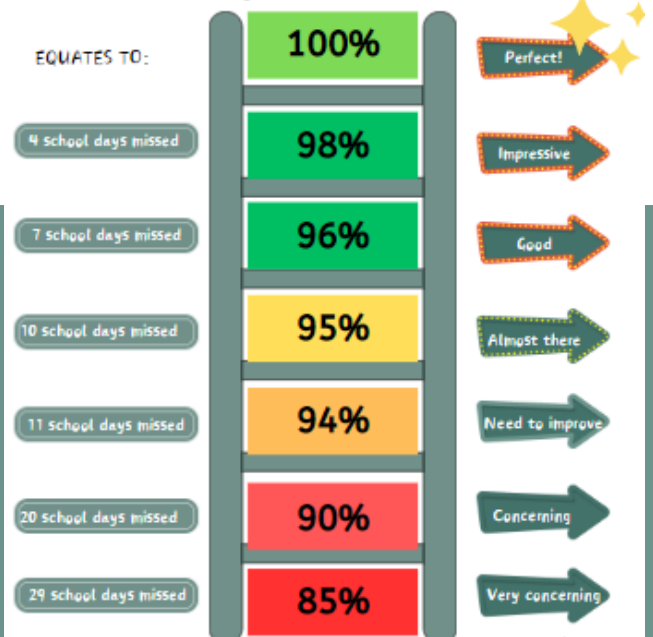 100%
EQUATES TO:
Perfect!
4 school days missed
98%
Impressive
7 school days missed
96%
Good
10 school days missed
95%
Almost there
11 school days missed
94%
Need to improve
20 school days missed
90%
Concerning
29 school days missed
85%
Very concerning